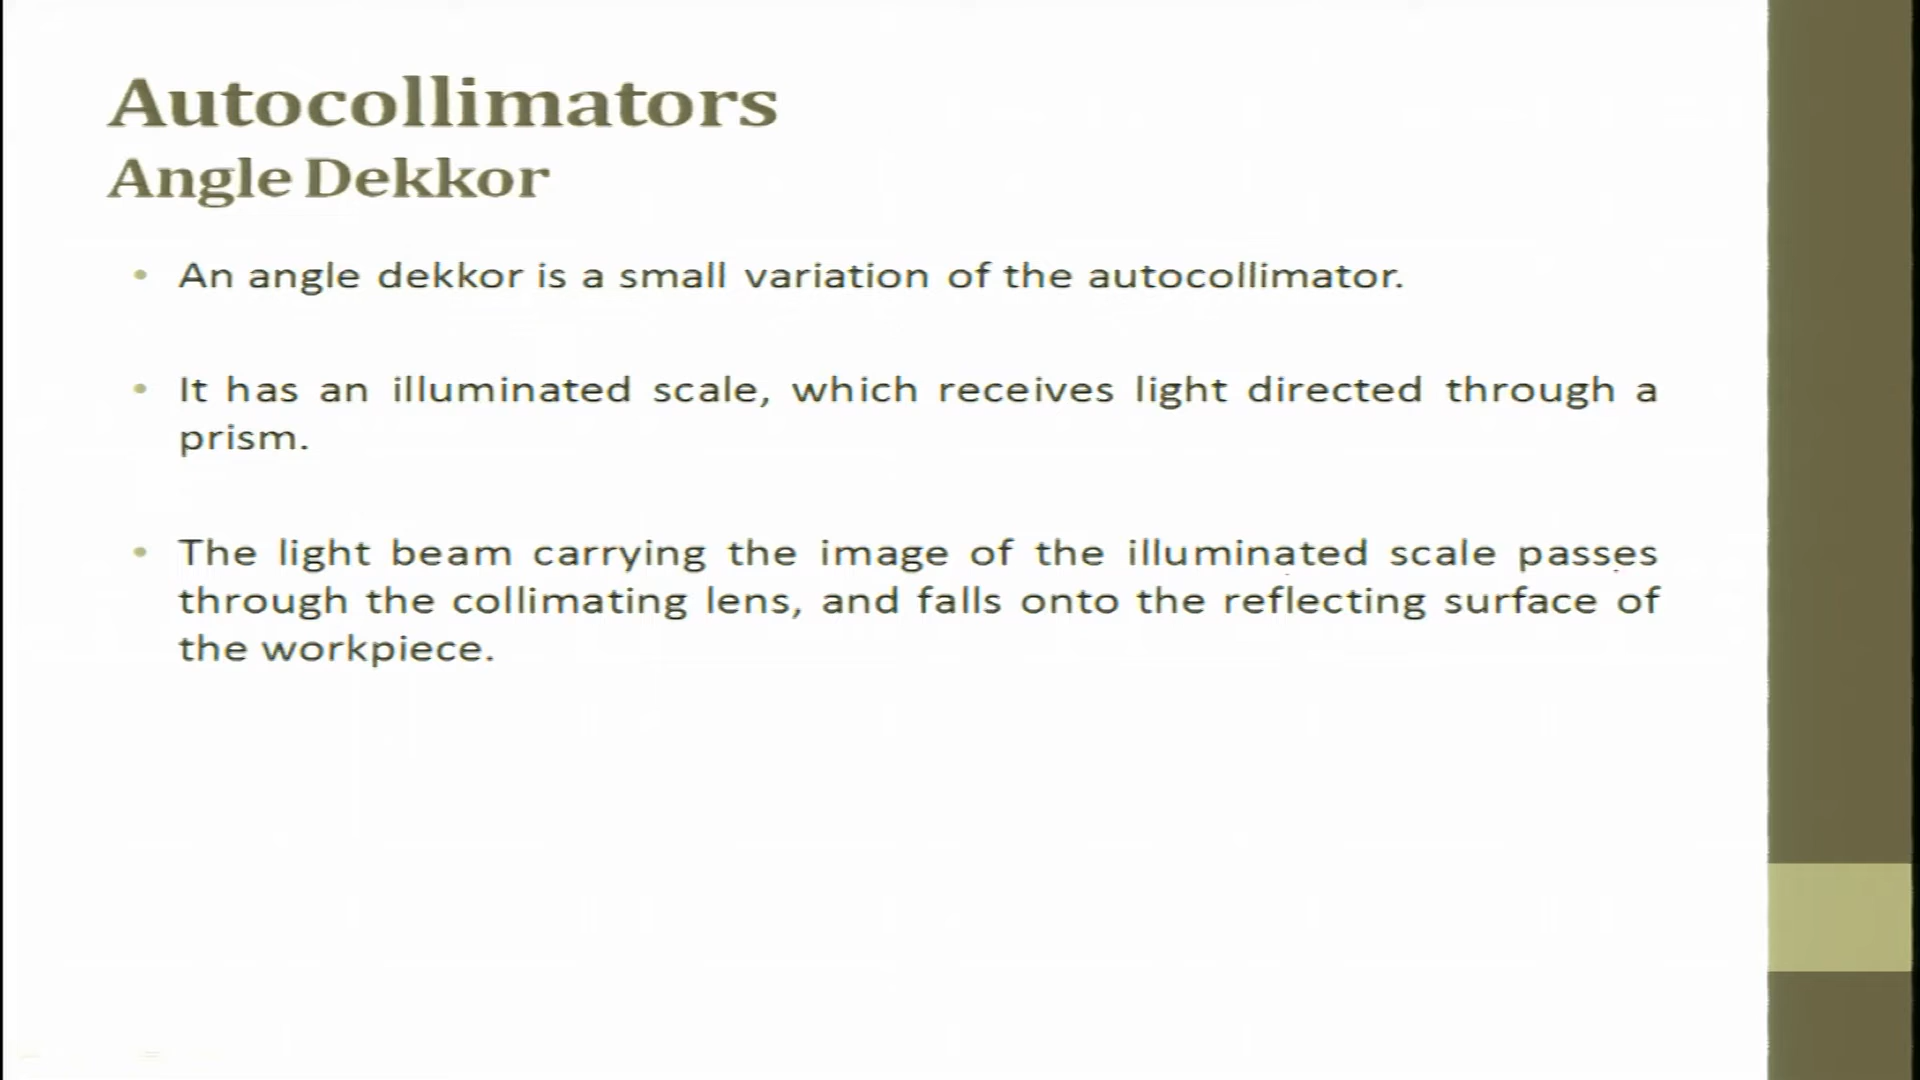 Autocollimators
Angle Dekkor
• An angle dekkor is a small variation of the autocollimator.
• It has an illuminated scale, which receives light directed through a
prism.
• The light beam carrying the image of the illuminated scale passes
through the collimating lens, and falls onto the reflecting surface of
the workpiece.